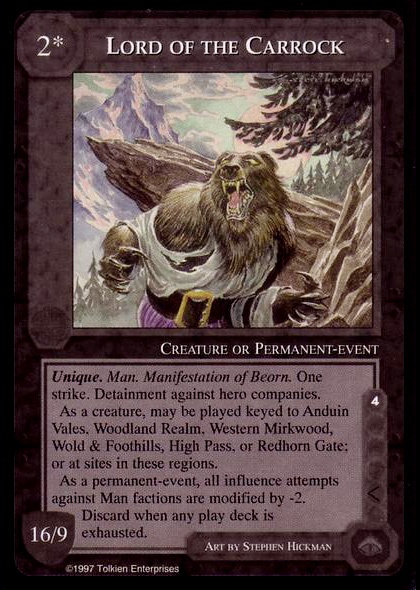 2*
LORD OF THE CARROCK
CREATURE OR PERMANENT-EVENT
Unique. Man. Manifestation of Beorn. One
strike. Detainment against hero companies.
As a creature, may be played keyed to Anduin
Vales, Woodland Realm, Western Mirkwood,
Wold & Foothills, High Pass, or Redhorn Gate;
or at sites in these regions.
As a permanent-event, all influence attempts
against Man factions are modified by -2.
Discard when any play deck is
exhausted.
4
16/9
ART BY STEPHEN HICKMAN
©1997 Tolkien Enterprises